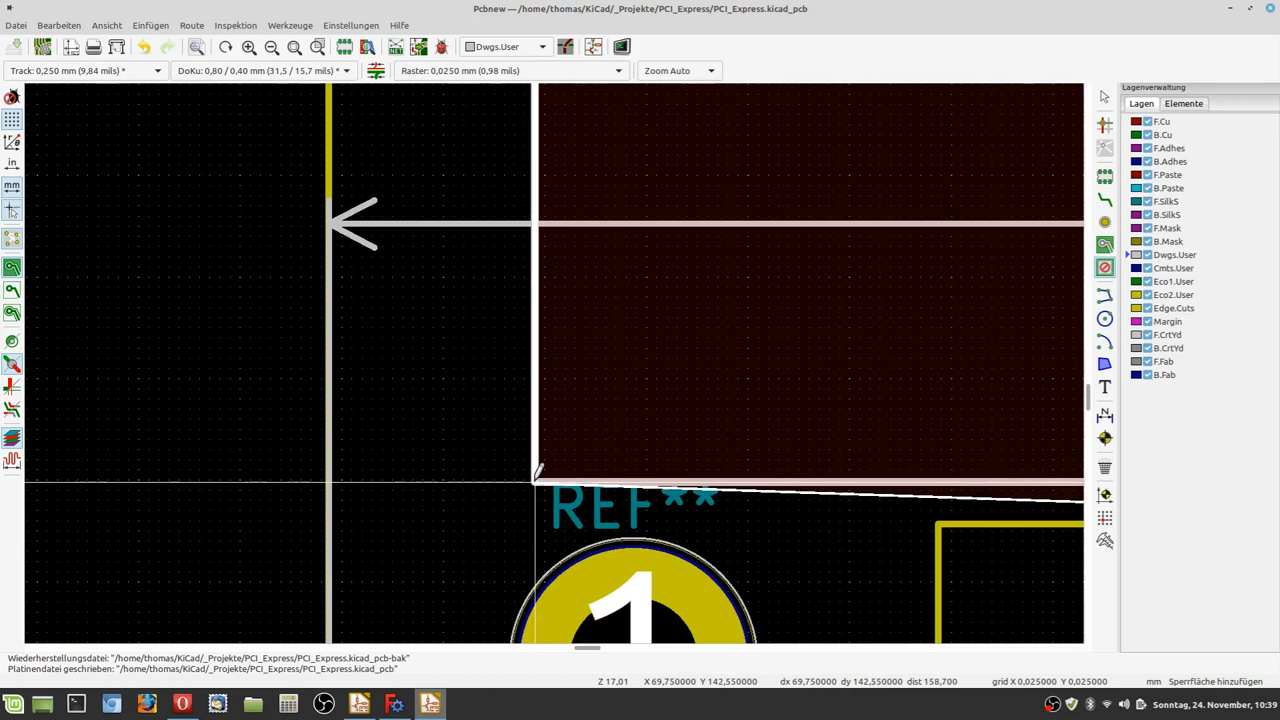 Pcbnew — /home/thomas/KiCad/_Projekte/PCI_Express/PCI_Express.kicad_pcb
Datei Bearbeiten Ansicht Einfügen Route Inspektion Werkzeuge Einstellungen Hilfe
Dwgs.User
Track: 0,250 mm (9,84 mils) * DoKu: 0,80 / 0,40 mm (31,5 / 15,7 mils) * Raster: 0,0250 mm (0,98 mils) Zoom Auto
Lagenverwaltung
Lagen Elemente
F.Cu
B.Cu
F.Adhes
B.Adhes
F.Paste
B.Paste
F.SilkS
B.SilkS
F.Mask
B.Mask
Dwgs.User
Cmts.User
Eco1.User
Eco2.User
Edge.Cuts
Margin
F.CrtYd
B.CrtYd
F.Fab
B.Fab
in
mm
NET
T
N
REF**
1
Wiederherstellungsdatei: "/home/thomas/KiCad/_Projekte/PCI_Express/PCI_Express.kicad_pcb-bak"
Platinendatei geschrieben: "/home/thomas/KiCad/_Projekte/PCI_Express/PCI_Express.kicad_pcb"
Z 17,01 X 69,750000 Y 142,550000 dx 69,750000 dy 142,550000 dist 158,700 grid X 0,025000 Y 0,025000 mm Sperrfläche hinzufügen
Sonntag, 24. November, 10:39